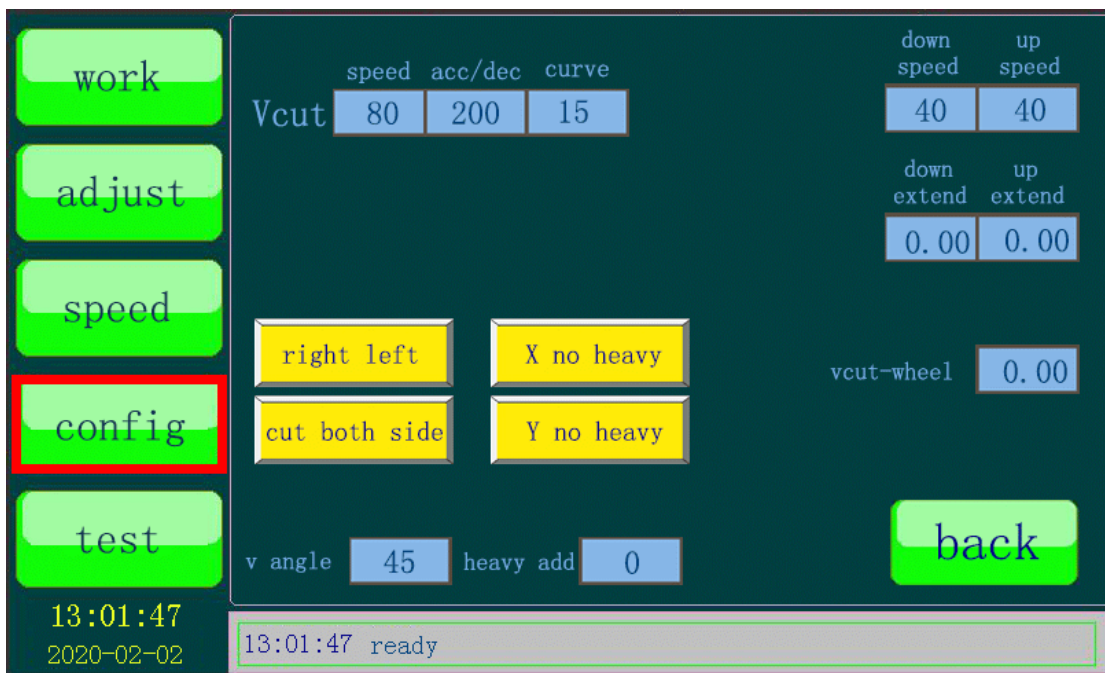 work
adjust
speed
config
test
13:01:47
2020-02-02
speed acc/dec curve
Vcut 80 200 15
down up
speed speed
40 40
down up
extend extend
0.00 0.00
right left X no heavy
vcut-wheel 0.00
cut both side Y no heavy
v angle 45 heavy add 0
back
13:01:47 ready